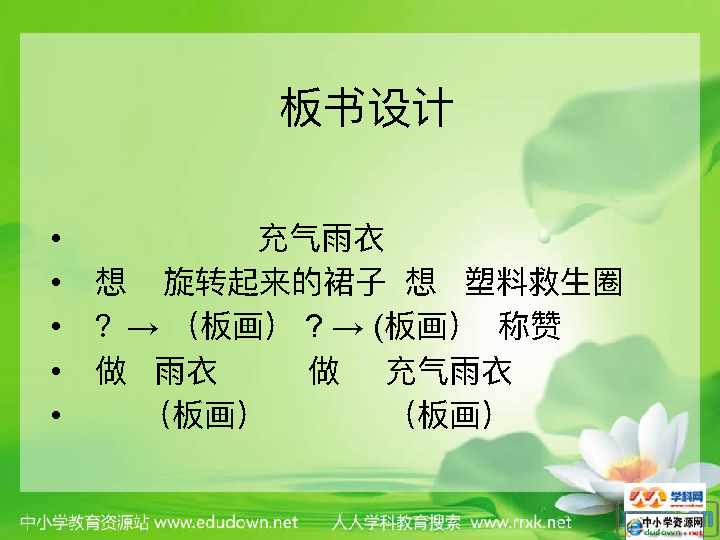 板书设计
• 充气雨衣
• 想 旋转起来的裙子 想 塑料救生圈
• ？→ （板画） ？→ (板画） 称赞
• 做 雨衣 做 充气雨衣
• （板画） （板画）
中小学教育资源站 www.edudown.net 人人学科教育搜索 www.rrxk.net
学科网
www.rrxk.net
中小学资源网
edudown.net